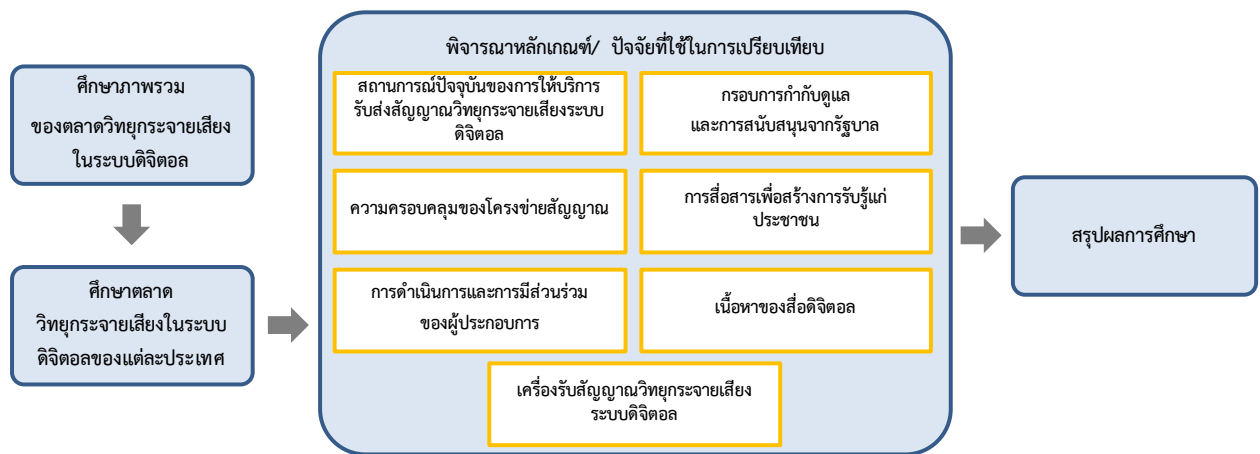 ศึกษาภาพรวม
ของตลาดวิทยุกระจายเสียง
ในระบบดิจิตอล
ศึกษาตลาด
วิทยุกระจายเสียงในระบบ
ดิจิตอลของแต่ละประเทศ
พิจารณาหลักเกณฑ์/ ปัจจัยที่ใช้ในการเปรียบเทียบ
สถานการณ์ปัจจุบันของการให้บริการ
รับส่งสัญญาณวิทยุกระจายเสียงระบบ
ดิจิตอล
กรอบการกำกับดูแล
และการสนับสนุนจากรัฐบาล
ความครอบคลุมของโครงข่ายสัญญาณ
การสื่อสารเพื่อสร้างการรับรู้แก่
ประชาชน
การดำเนินการและการมีส่วนร่วม
ของผู้ประกอบการ
เนื้อหาของสื่อดิจิตอล
เครื่องรับสัญญาณวิทยุกระจายเสียง
ระบบดิจิตอล
สรุปผลการศึกษา